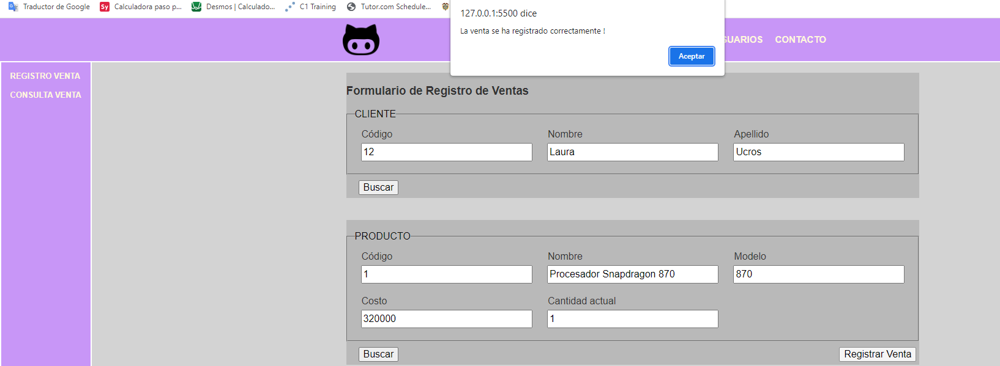 Traductor de Google
Sy Calculadora paso p...
Desmos | Calculado...
C1 Training
Tutor.com Schedule...
127.0.0.1:5500 dice
La venta se ha registrado correctamente !
Aceptar
CONTACTO
REGISTRO VENTA
CONSULTA VENTA
Formulario de Registro de Ventas
CLIENTE
Código Nombre Apellido
12 Laura Ucros
Buscar
PRODUCTO
Código Nombre Modelo
1 Procesador Snapdragon 870 870
Costo Cantidad actual
320000 1
Buscar Registrar Venta